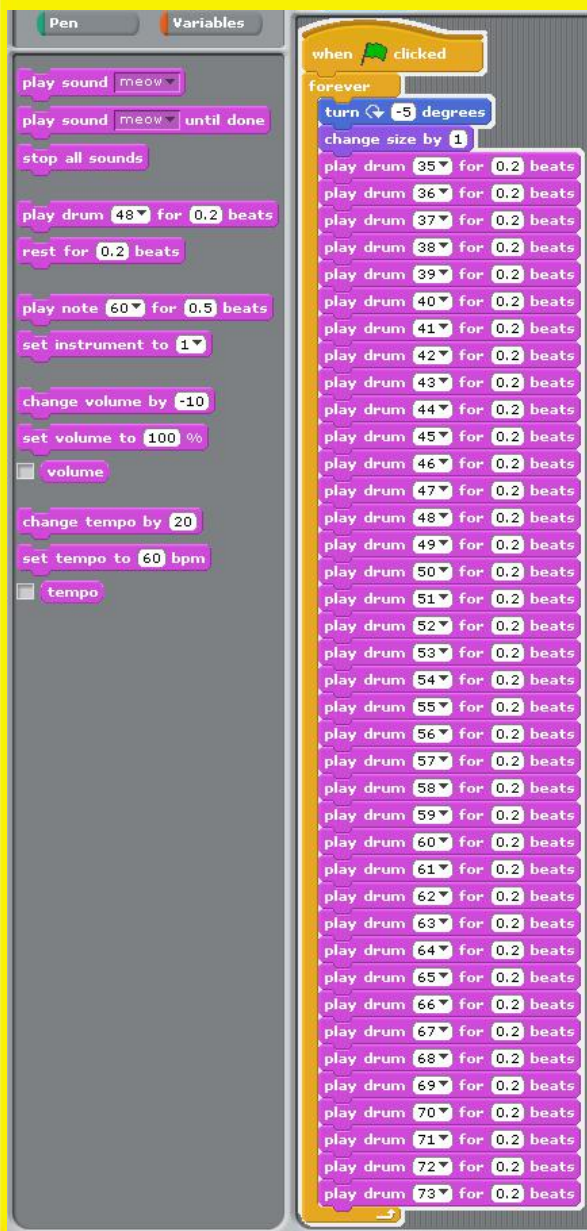 Pen Variables
play sound meow
play sound meow until done
stop all sounds
play drum 48 for 0.2 beats
rest for 0.2 beats
play note 60 for 0.5 beats
set instrument to 1
change volume by -10
set volume to 100 %
volume
change tempo by 20
set tempo to 60 bpm
tempo
when clicked
forever
turn -5 degrees
change size by 1
play drum 35 for 0.2 beats
play drum 36 for 0.2 beats
play drum 37 for 0.2 beats
play drum 38 for 0.2 beats
play drum 39 for 0.2 beats
play drum 40 for 0.2 beats
play drum 41 for 0.2 beats
play drum 42 for 0.2 beats
play drum 43 for 0.2 beats
play drum 44 for 0.2 beats
play drum 45 for 0.2 beats
play drum 46 for 0.2 beats
play drum 47 for 0.2 beats
play drum 48 for 0.2 beats
play drum 49 for 0.2 beats
play drum 50 for 0.2 beats
play drum 51 for 0.2 beats
play drum 52 for 0.2 beats
play drum 53 for 0.2 beats
play drum 54 for 0.2 beats
play drum 55 for 0.2 beats
play drum 56 for 0.2 beats
play drum 57 for 0.2 beats
play drum 58 for 0.2 beats
play drum 59 for 0.2 beats
play drum 60 for 0.2 beats
play drum 61 for 0.2 beats
play drum 62 for 0.2 beats
play drum 63 for 0.2 beats
play drum 64 for 0.2 beats
play drum 65 for 0.2 beats
play drum 66 for 0.2 beats
play drum 67 for 0.2 beats
play drum 68 for 0.2 beats
play drum 69 for 0.2 beats
play drum 70 for 0.2 beats
play drum 71 for 0.2 beats
play drum 72 for 0.2 beats
play drum 73 for 0.2 beats